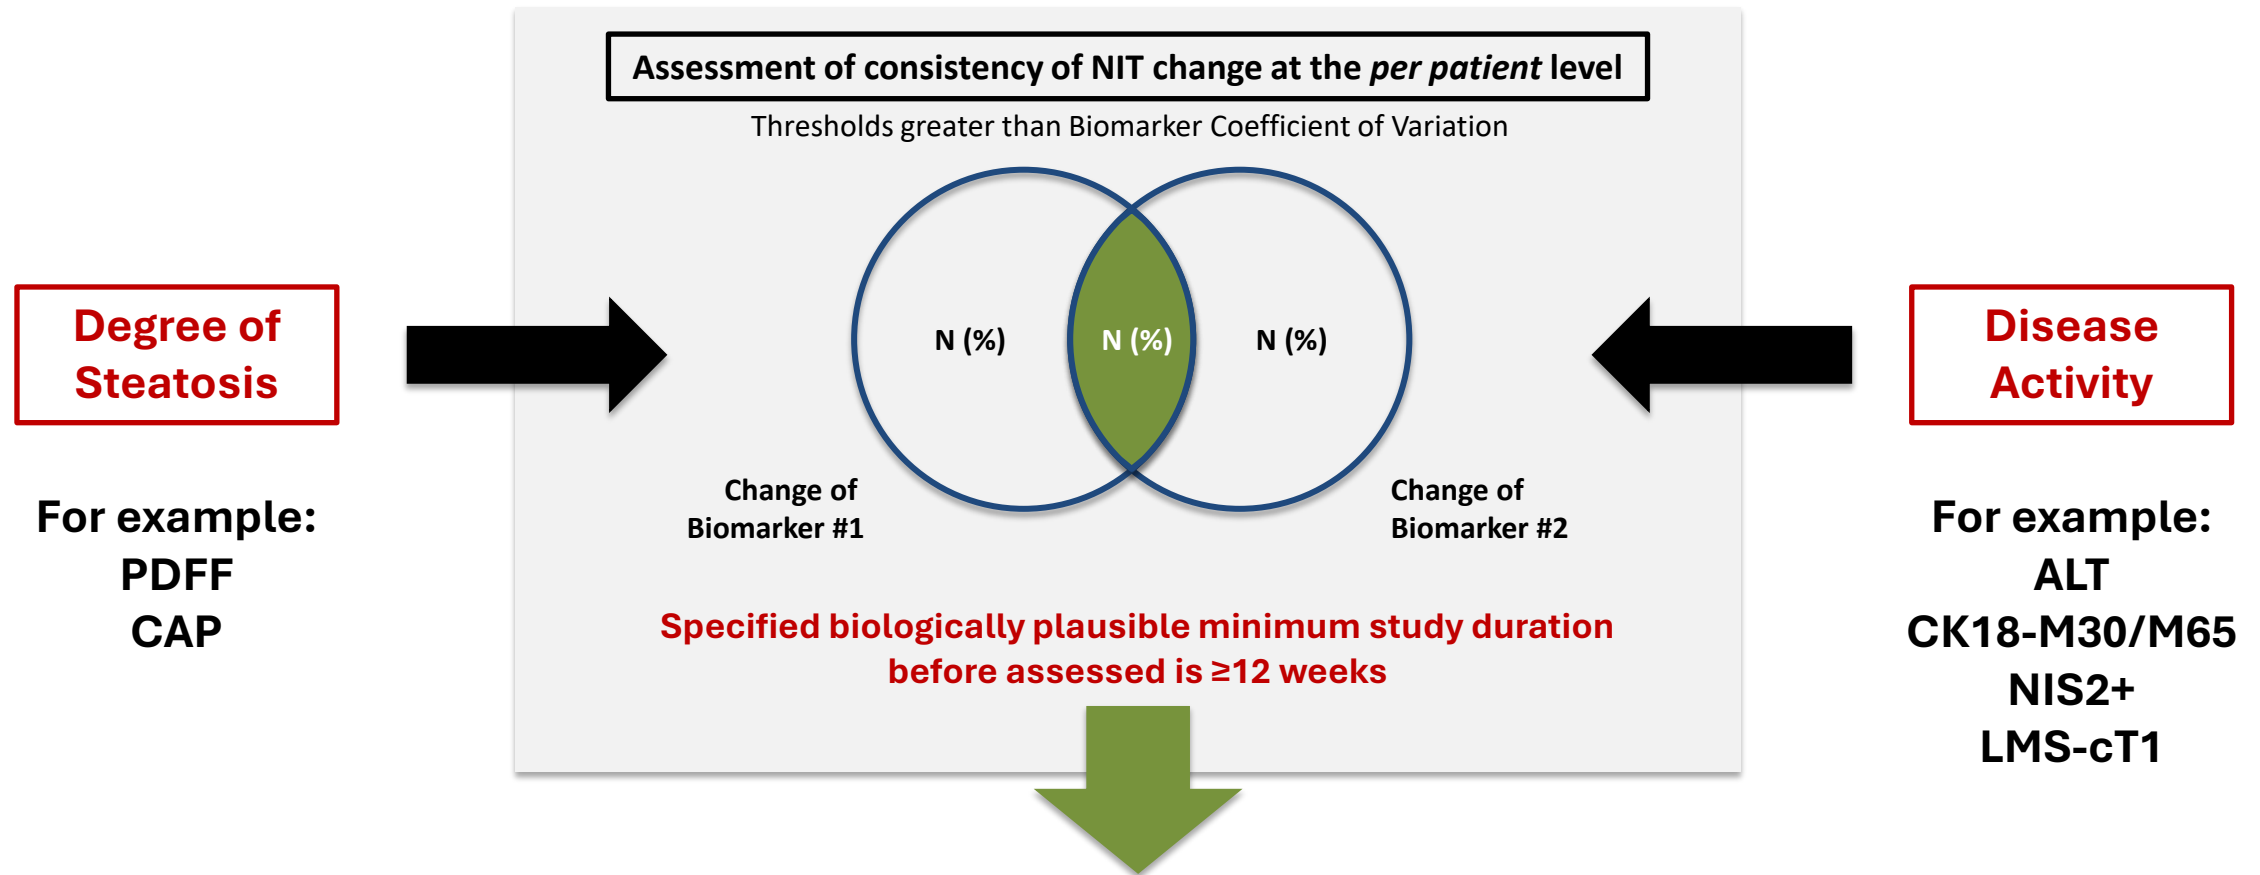 Assessment of consistency of NIT change at the per patient level
Thresholds greater than Biomarker Coefficient of Variation
Degree of
Steatosis
For example:
PDFF
CAP
N (%)
N (%)
N (%)
Change of
Biomarker #1
Change of
Biomarker #2
Specified biologically plausible minimum study duration
before assessed is ≥12 weeks
Disease
Activity
For example:
ALT
CK18-M30/M65
NIS2+
LMS-cT1